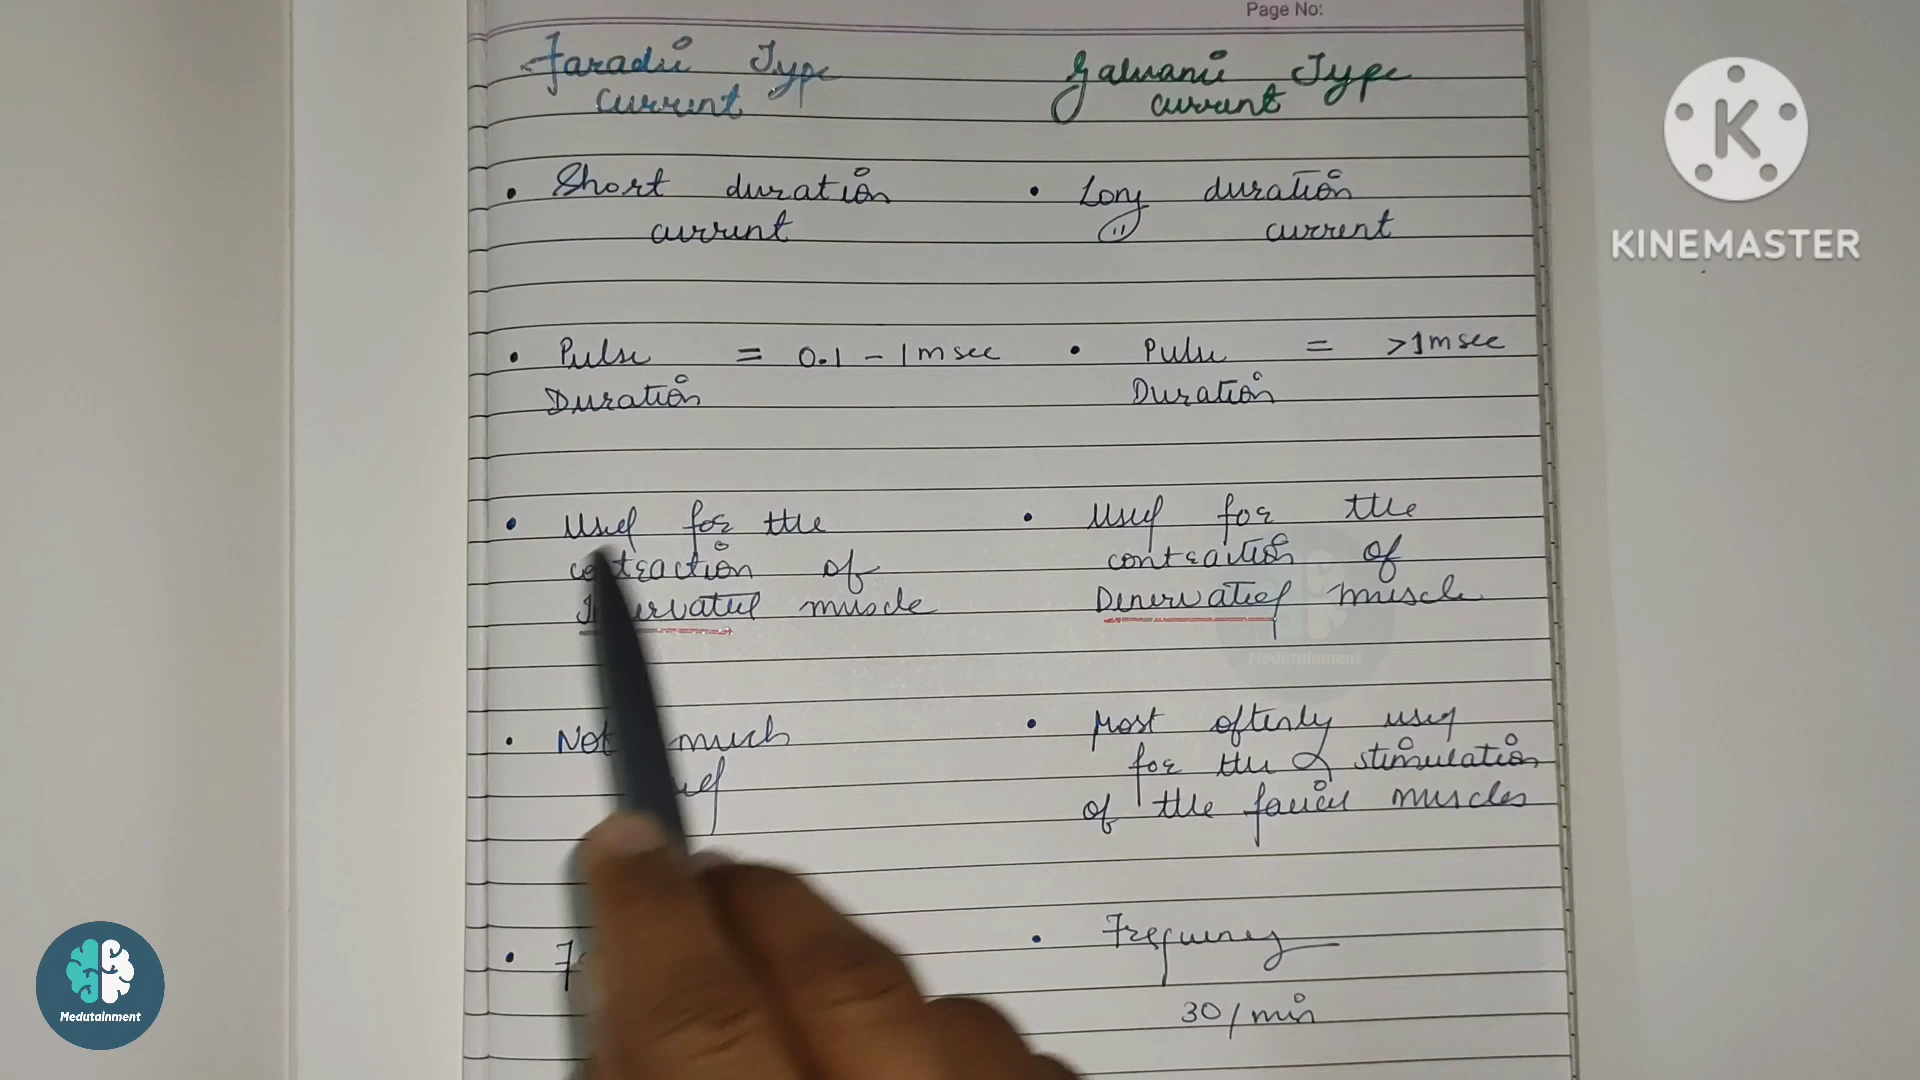 Page No:
Faradic Type
current
Galvanic Type
current
• Short duration
current
• Long duration
current
• Pulse = 0.1 - 1 msec
Duration
• Pulse = >1 msec
Duration
• Used for the
contraction of
muscle
• Used for the
contraction of
Denervated muscle
• Not much
• Most oftenly used
for the stimulation
of the facial muscles
• Frequency
30/min
K
KINEMASTER
Medutainment
Medutainment